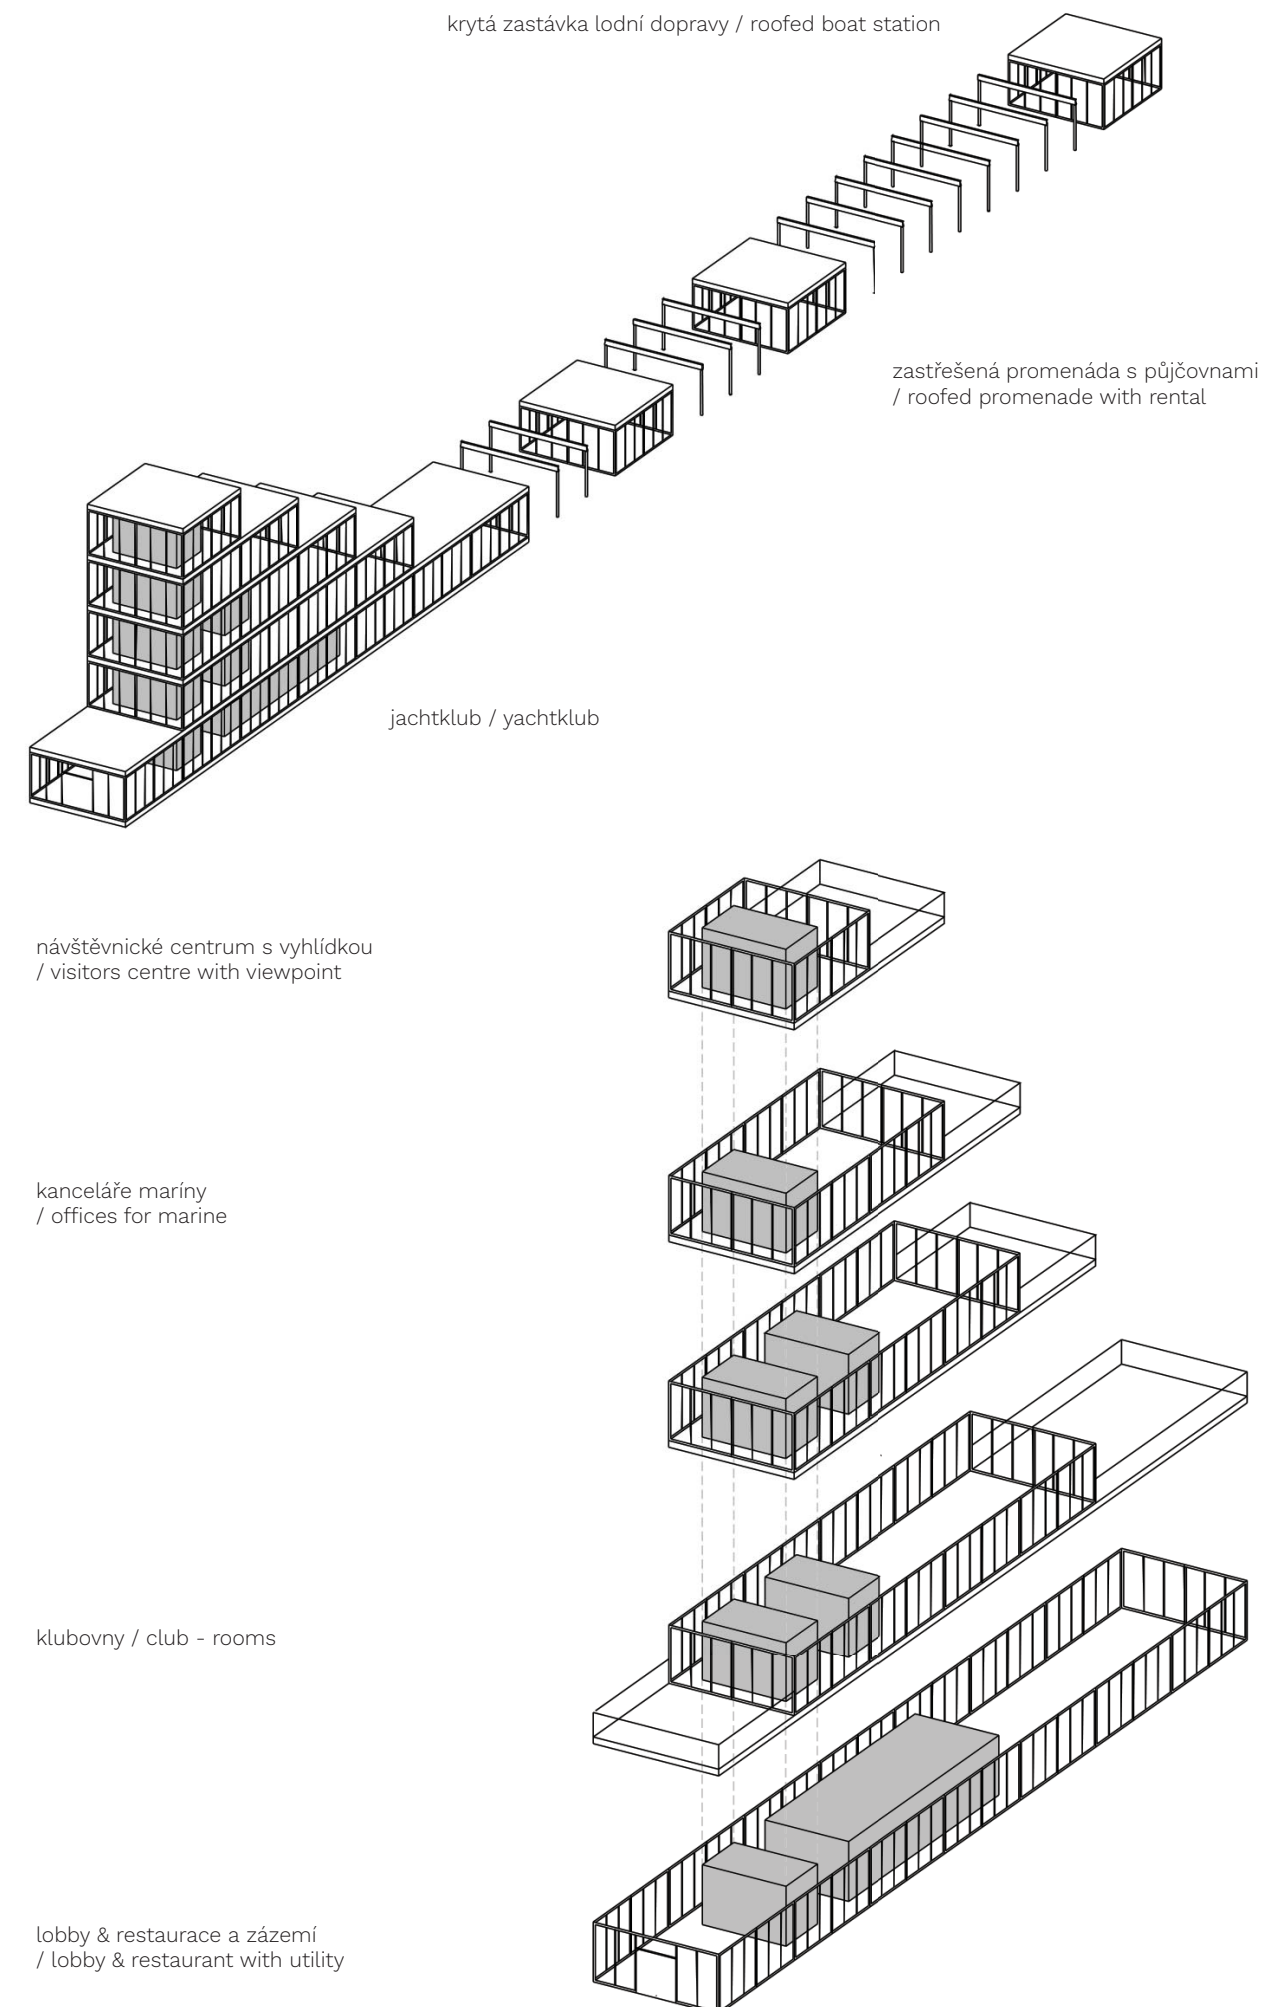 krytá zastávka lodní dopravy / roofed boat station
zastřešená promenáda s půjčovnami
/ roofed promenade with rental
jachtklub / yachtklub
návštěvnické centrum s vyhlídkou
/ visitors centre with viewpoint
kanceláře maríny
/ offices for marine
klubovny / club - rooms
lobby & restaurace a zázemí
/ lobby & restaurant with utility